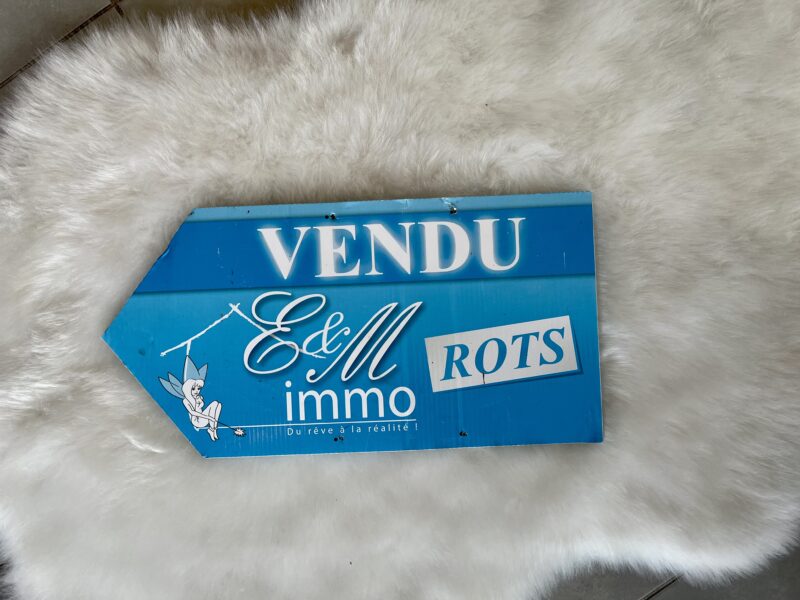 VENDU
E&M
ROTS
immo
Du rêve à la réalité !